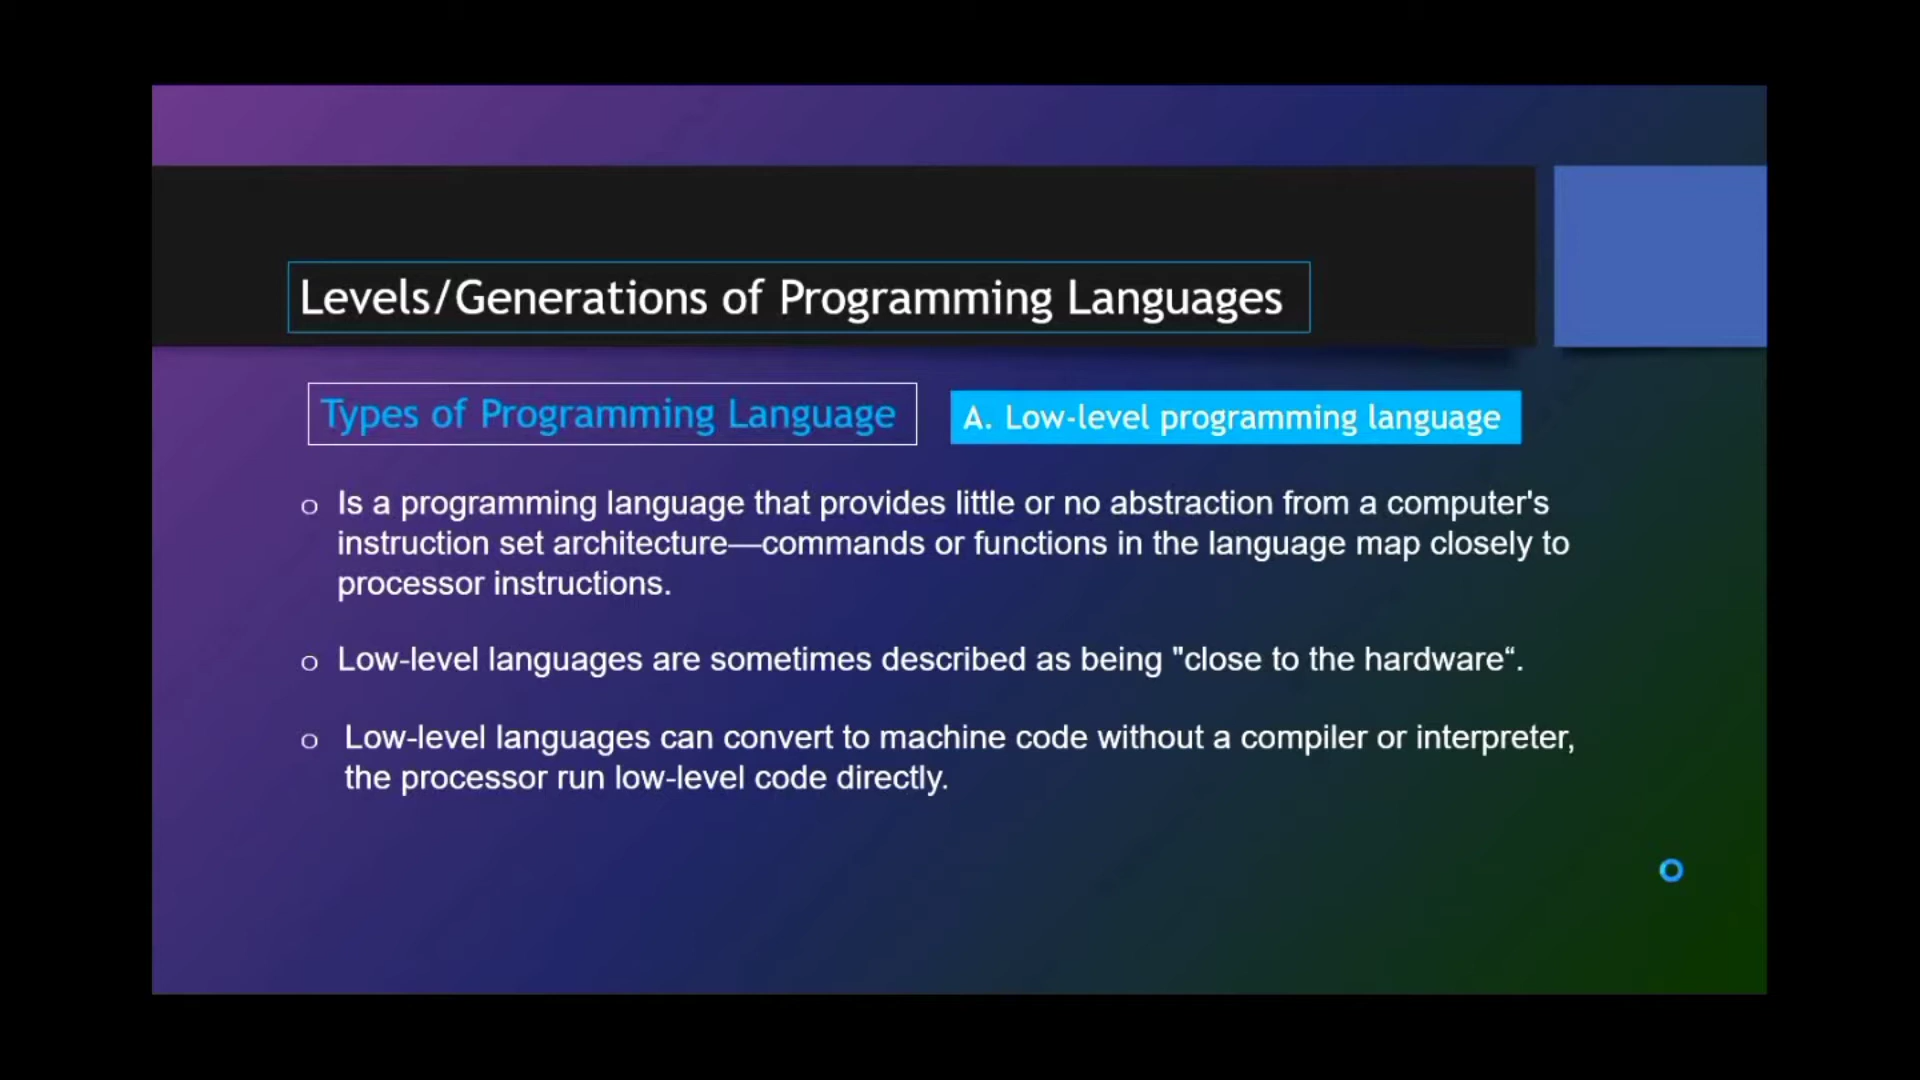 Levels/Generations of Programming Languages
Types of Programming Language
A. Low-level programming language
o Is a programming language that provides little or no abstraction from a computer's
instruction set architecture—commands or functions in the language map closely to
processor instructions.
o Low-level languages are sometimes described as being "close to the hardware“.
o Low-level languages can convert to machine code without a compiler or interpreter,
the processor run low-level code directly.